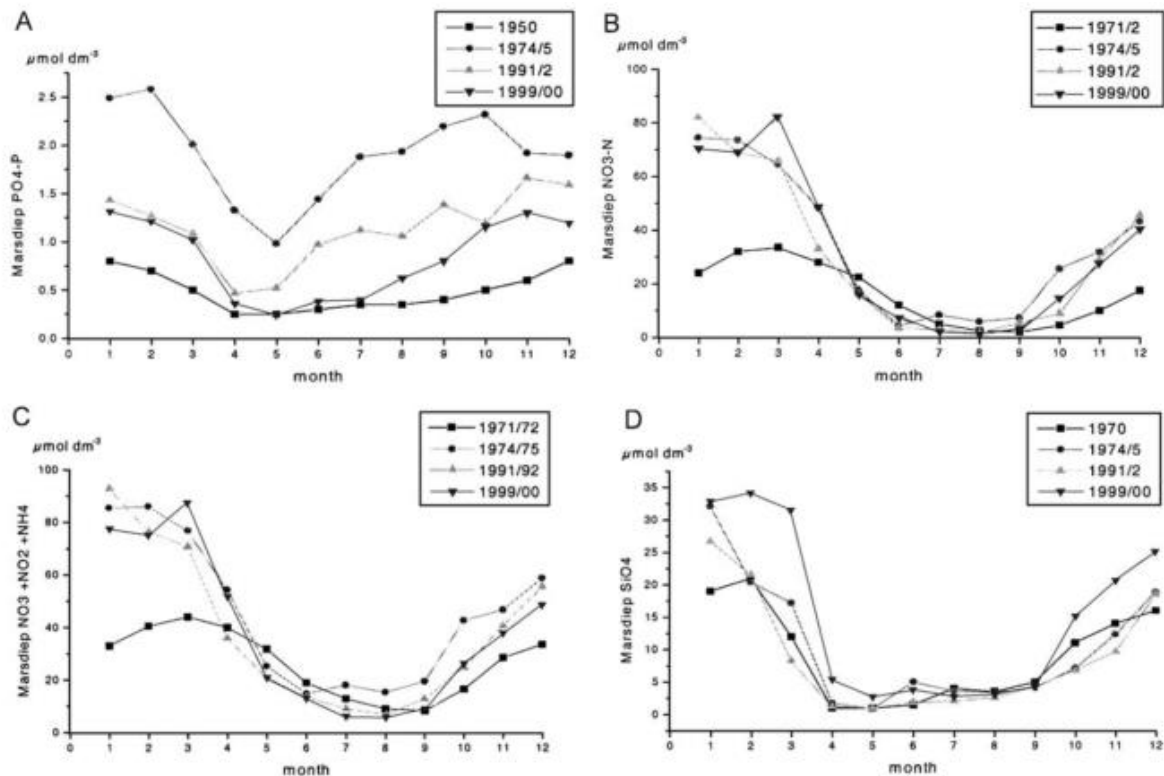 A
μmol dm⁻³
1950
1974/5
1991/2
1999/00
Marsdiep PO4-P
2.5
2.0
1.5
1.0
0.5
0.0
0 1 2 3 4 5 6 7 8 9 10 11 12
month
B
μmol dm⁻³
1971/2
1974/5
1991/2
1999/00
Marsdiep NO3-N
100
80
60
40
20
0
0 1 2 3 4 5 6 7 8 9 10 11 12
month
C
μmol dm⁻³
1971/72
1974/75
1991/92
1999/00
Marsdiep NO3 +NO2 +NH4
100
80
60
40
20
0
0 1 2 3 4 5 6 7 8 9 10 11 12
month
D
μmol dm⁻³
1970
1974/5
1991/2
1999/00
Marsdiep SiO4
35
30
25
20
15
10
5
0
0 1 2 3 4 5 6 7 8 9 10 11 12
month